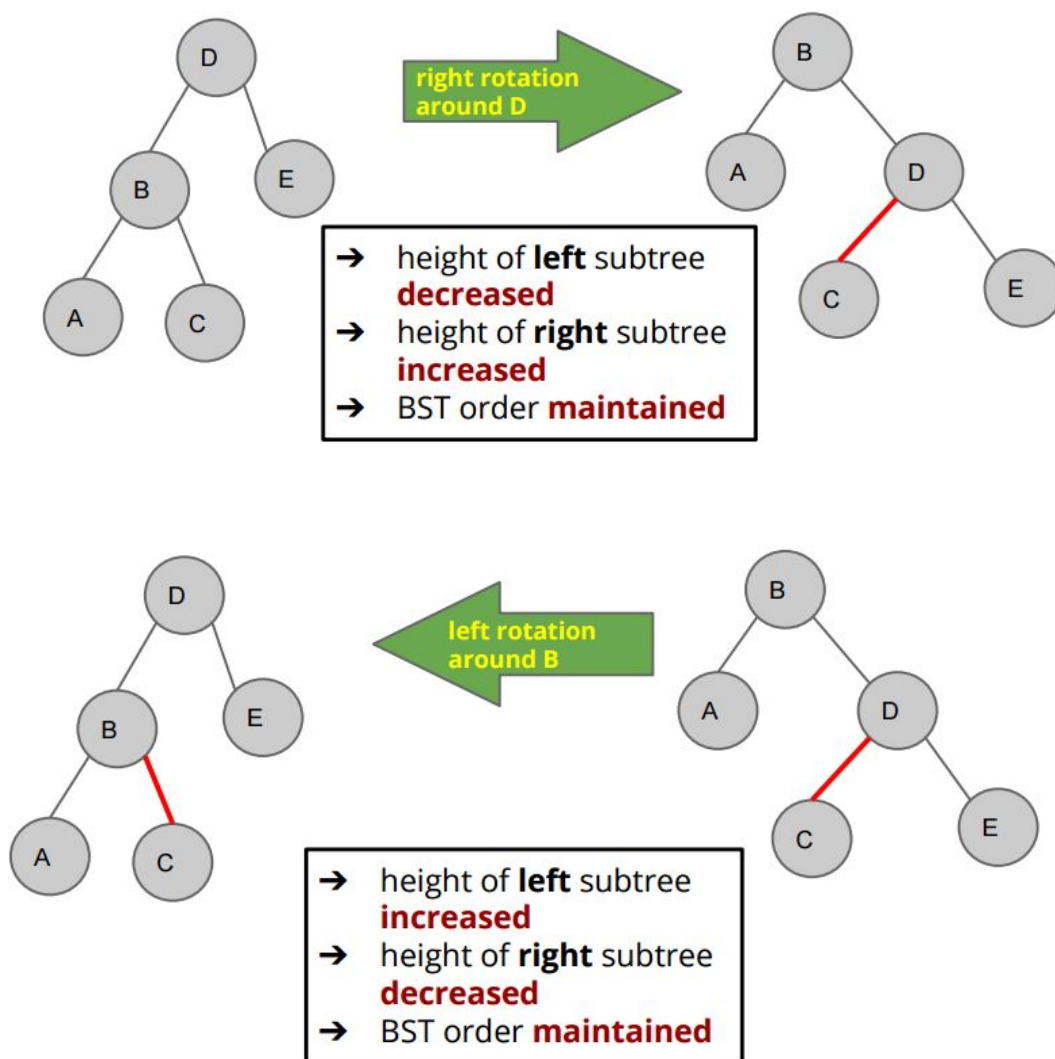 D
B
right rotation
around D
B
E
A
D
A
C
C
E
➔ height of left subtree
decreased
➔ height of right subtree
increased
➔ BST order maintained
D
B
left rotation
around B
B
E
A
D
A
C
C
E
➔ height of left subtree
increased
➔ height of right subtree
decreased
➔ BST order maintained